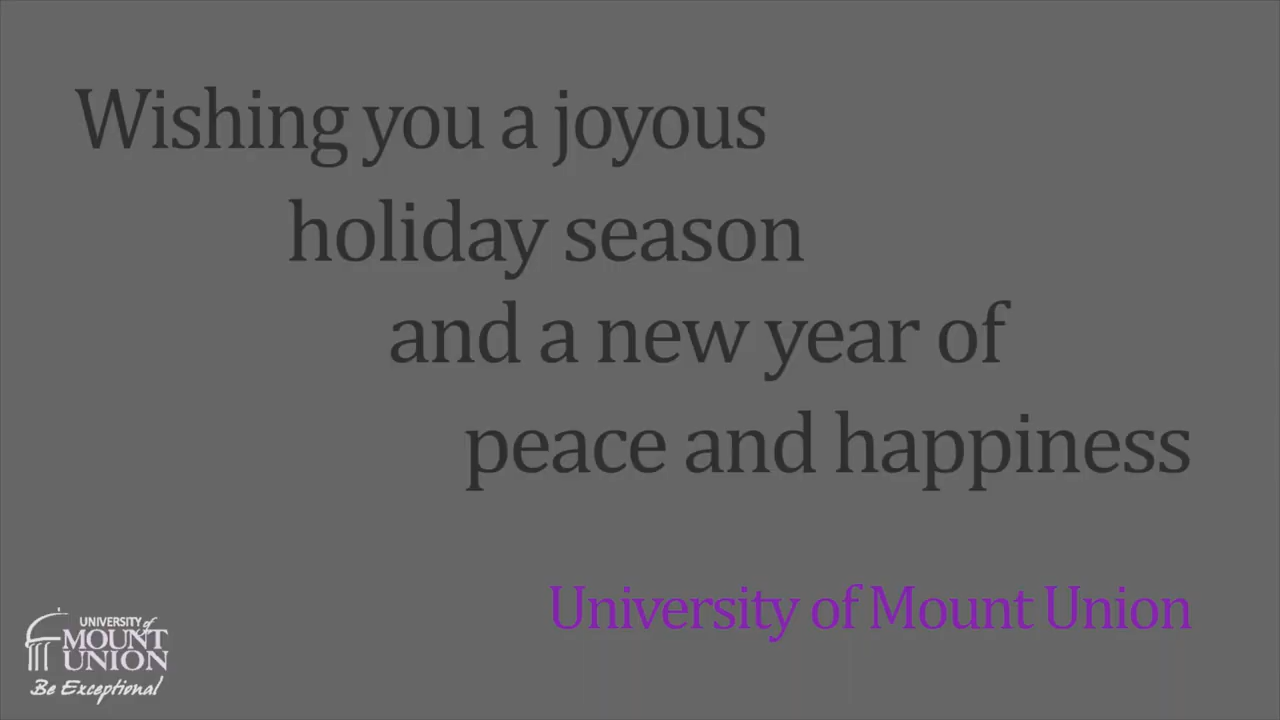 Wishing you a joyous
holiday season
and a new year of
peace and happiness
University of Mount Union
UNIVERSITY of
MOUNT
UNION
Be Exceptional